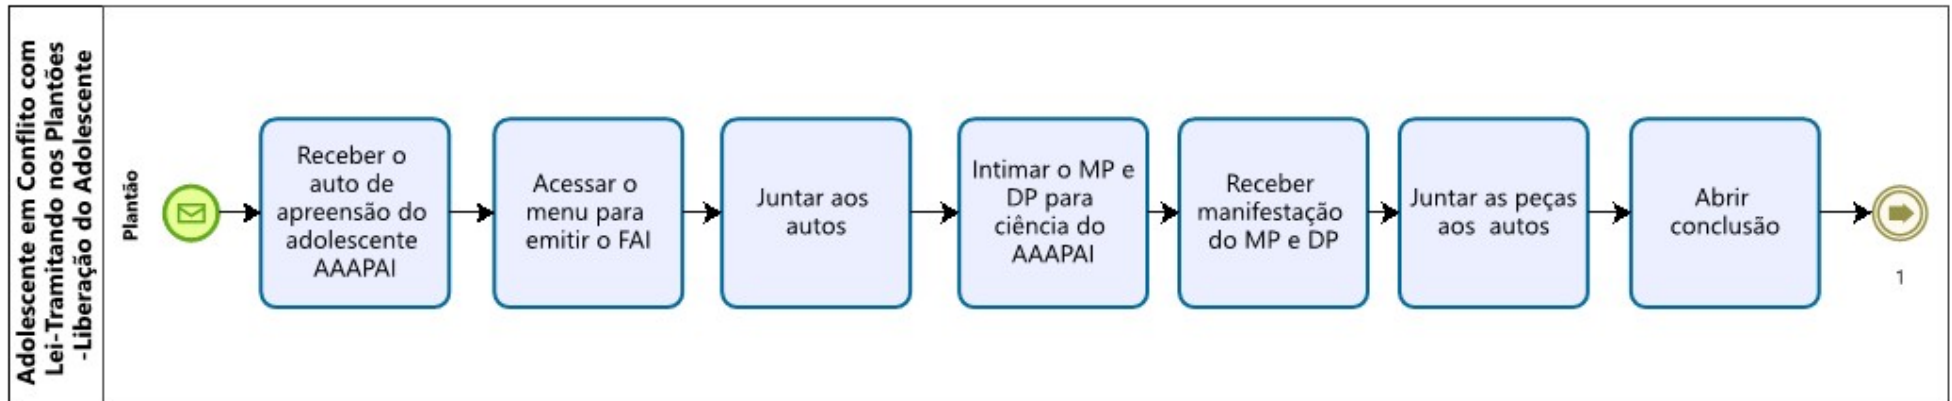 Adolescente em Conflito com
Lei-Tramitando nos Plantões
-Liberação do Adolescente
Plantão
Receber o
auto de
apreensão do
adolescente
AAAPAI
Acessar o
menu para
emitir o FAI
Juntar aos
autos
Intimar o MP e
DP para
ciência do
AAAPAI
Receber
manifestação
do MP e DP
Juntar as peças
aos autos
Abrir
conclusão
1